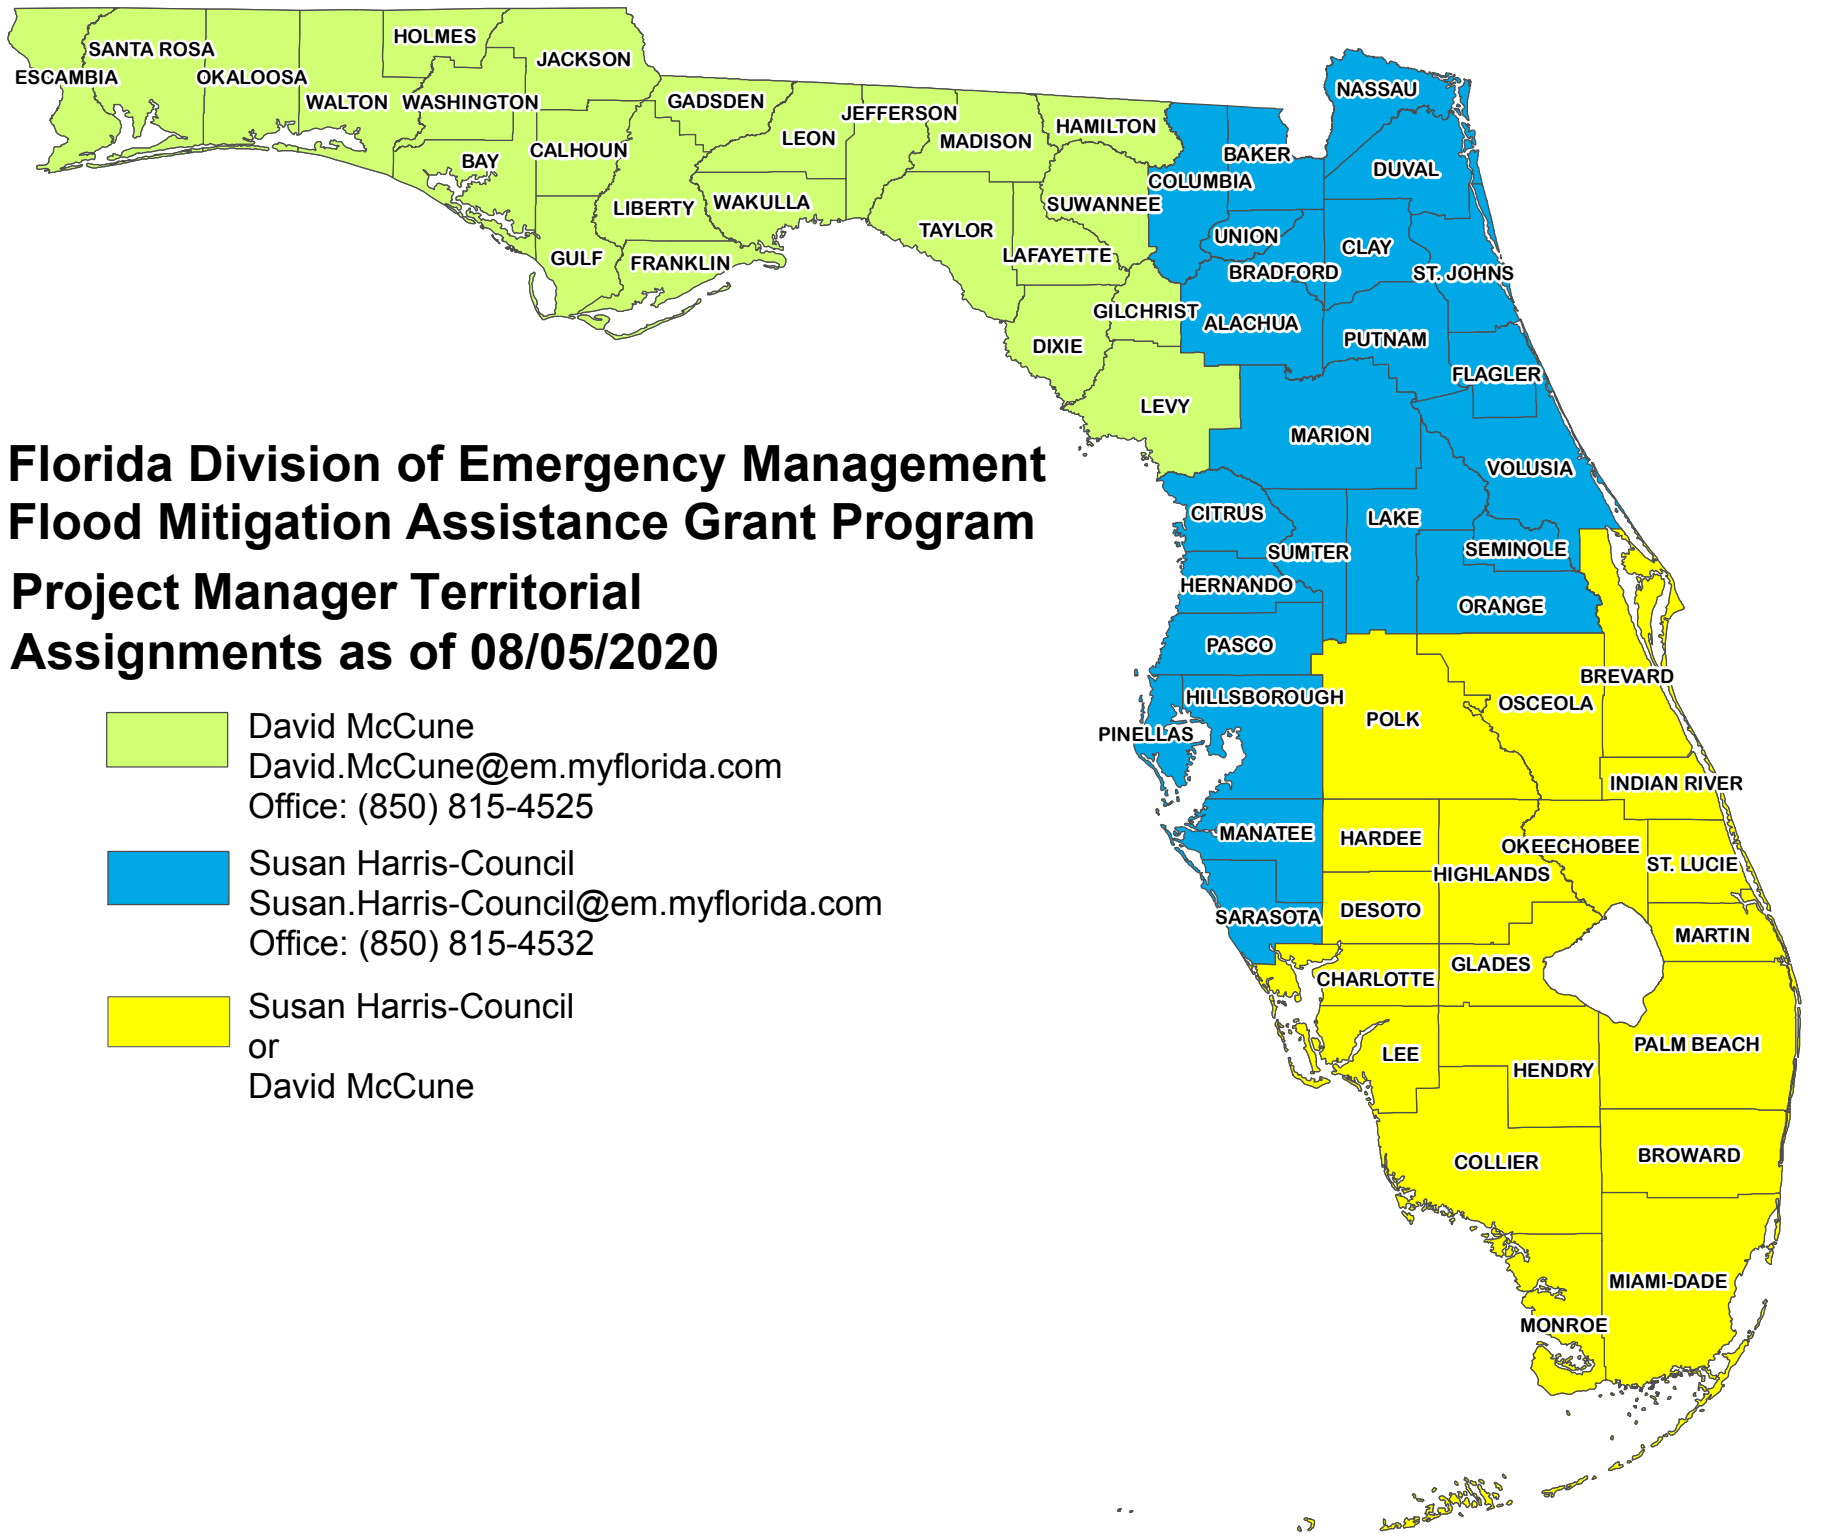 HOLMES
SANTA ROSA
JACKSON
ESCAMBIA
OKALOOSA
WALTON
WASHINGTON
GADSDEN
JEFFERSON
LEON
MADISON
HAMILTON
NASSAU
BAY
CALHOUN
BAKER
DUVAL
COLUMBIA
LIBERTY
WAKULLA
SUWANNEE
TAYLOR
UNION
CLAY
GULF
FRANKLIN
LAFAYETTE
BRADFORD
ST. JOHNS
GILCHRIST
ALACHUA
DIXIE
PUTNAM
FLAGLER
LEVY
MARION
VOLUSIA
Florida Division of Emergency Management
Flood Mitigation Assistance Grant Program
Project Manager Territorial
Assignments as of 08/05/2020
CITRUS
LAKE
SUMTER
SEMINOLE
HERNANDO
ORANGE
PASCO
BREVARD
HILLSBOROUGH
OSCEOLA
POLK
PINELLAS
INDIAN RIVER
MANATEE
HARDEE
OKEECHOBEE
ST. LUCIE
HIGHLANDS
SARASOTA
DESOTO
MARTIN
GLADES
CHARLOTTE
PALM BEACH
LEE
HENDRY
BROWARD
COLLIER
MIAMI-DADE
MONROE
David McCune
David.McCune@em.myflorida.com
Office: (850) 815-4525
Susan Harris-Council
Susan.Harris-Council@em.myflorida.com
Office: (850) 815-4532
Susan Harris-Council
or
David McCune